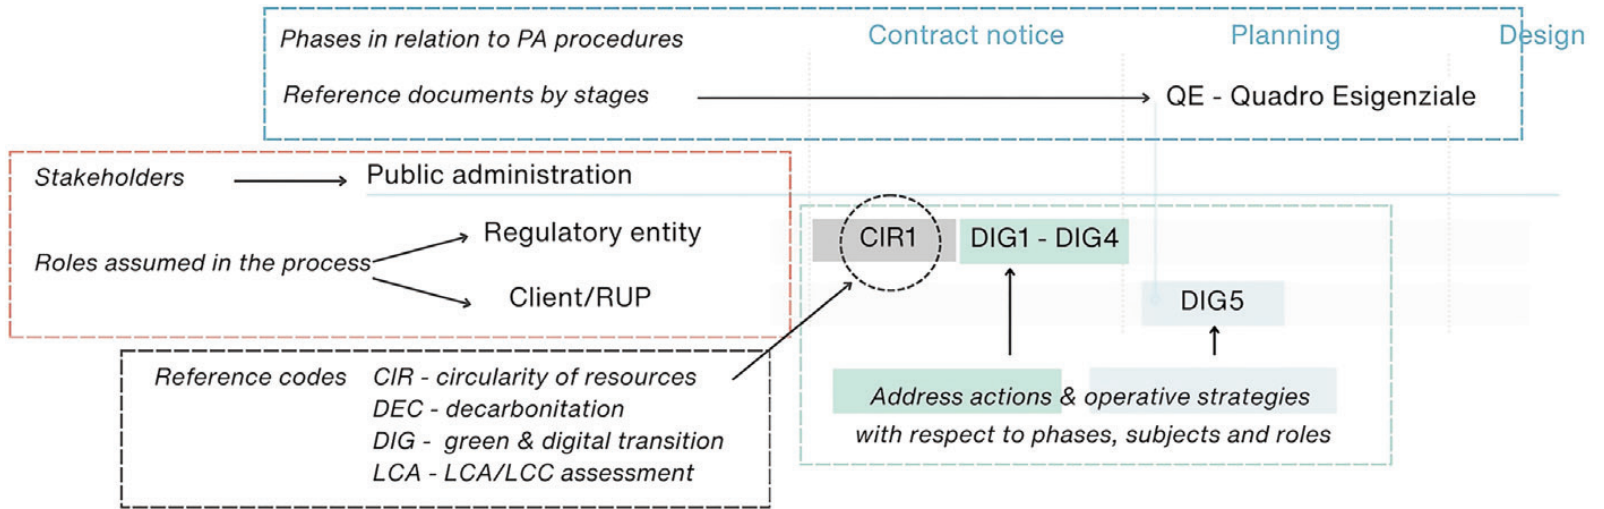 Phases in relation to PA procedures
Contract notice
Planning
Design
Reference documents by stages
QE - Quadro Esigenziale
Stakeholders
Public administration
Roles assumed in the process
Regulatory entity
Client/RUP
CIR1
DIG1 - DIG4
DIG5
Reference codes
CIR - circularity of resources
DEC - decarbonitation
DIG - green & digital transition
LCA - LCA/LCC assessment
Address actions & operative strategies
with respect to phases, subjects and roles